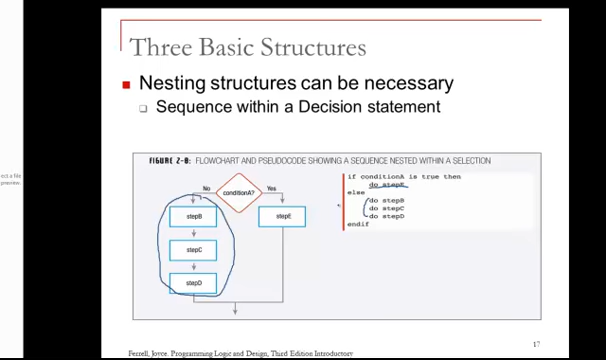 Three Basic Structures
Nesting structures can be necessary
Sequence within a Decision statement
FIGURE 2-8: FLOWCHART AND PSEUDOCODE SHOWING A SEQUENCE NESTED WITHIN A SELECTION
No
conditionA?
Yes
stepB
stepE
stepC
stepD
if conditionA is true then
do stepE
else
do stepB
do stepC
do stepD
endif
17
Farrell, Joyce. Programming Logic and Design, Third Edition Introductory